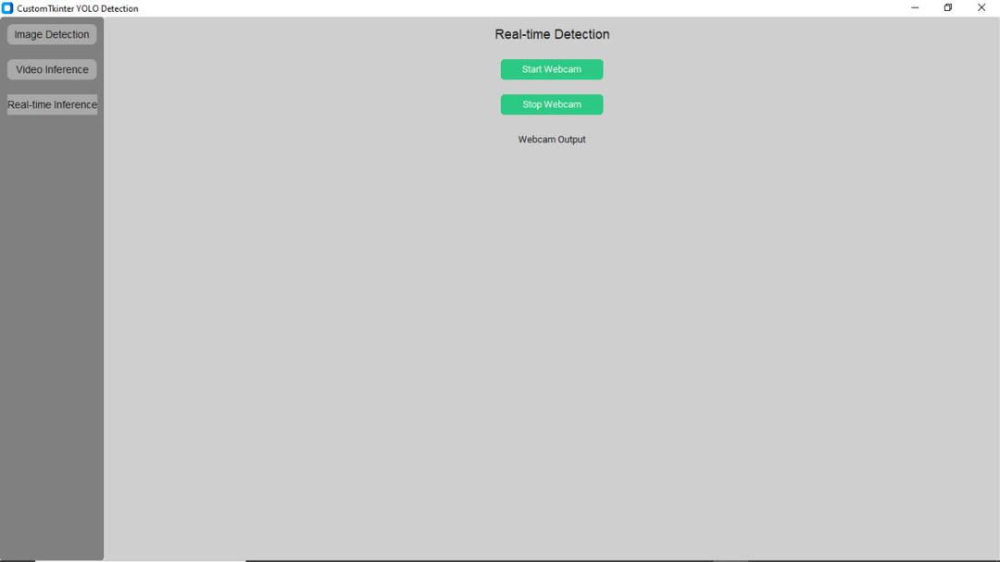 CustomTkinter YOLO Detection
Image Detection
Video Inference
Real-time Inference
Real-time Detection
Start Webcam
Stop Webcam
Webcam Output